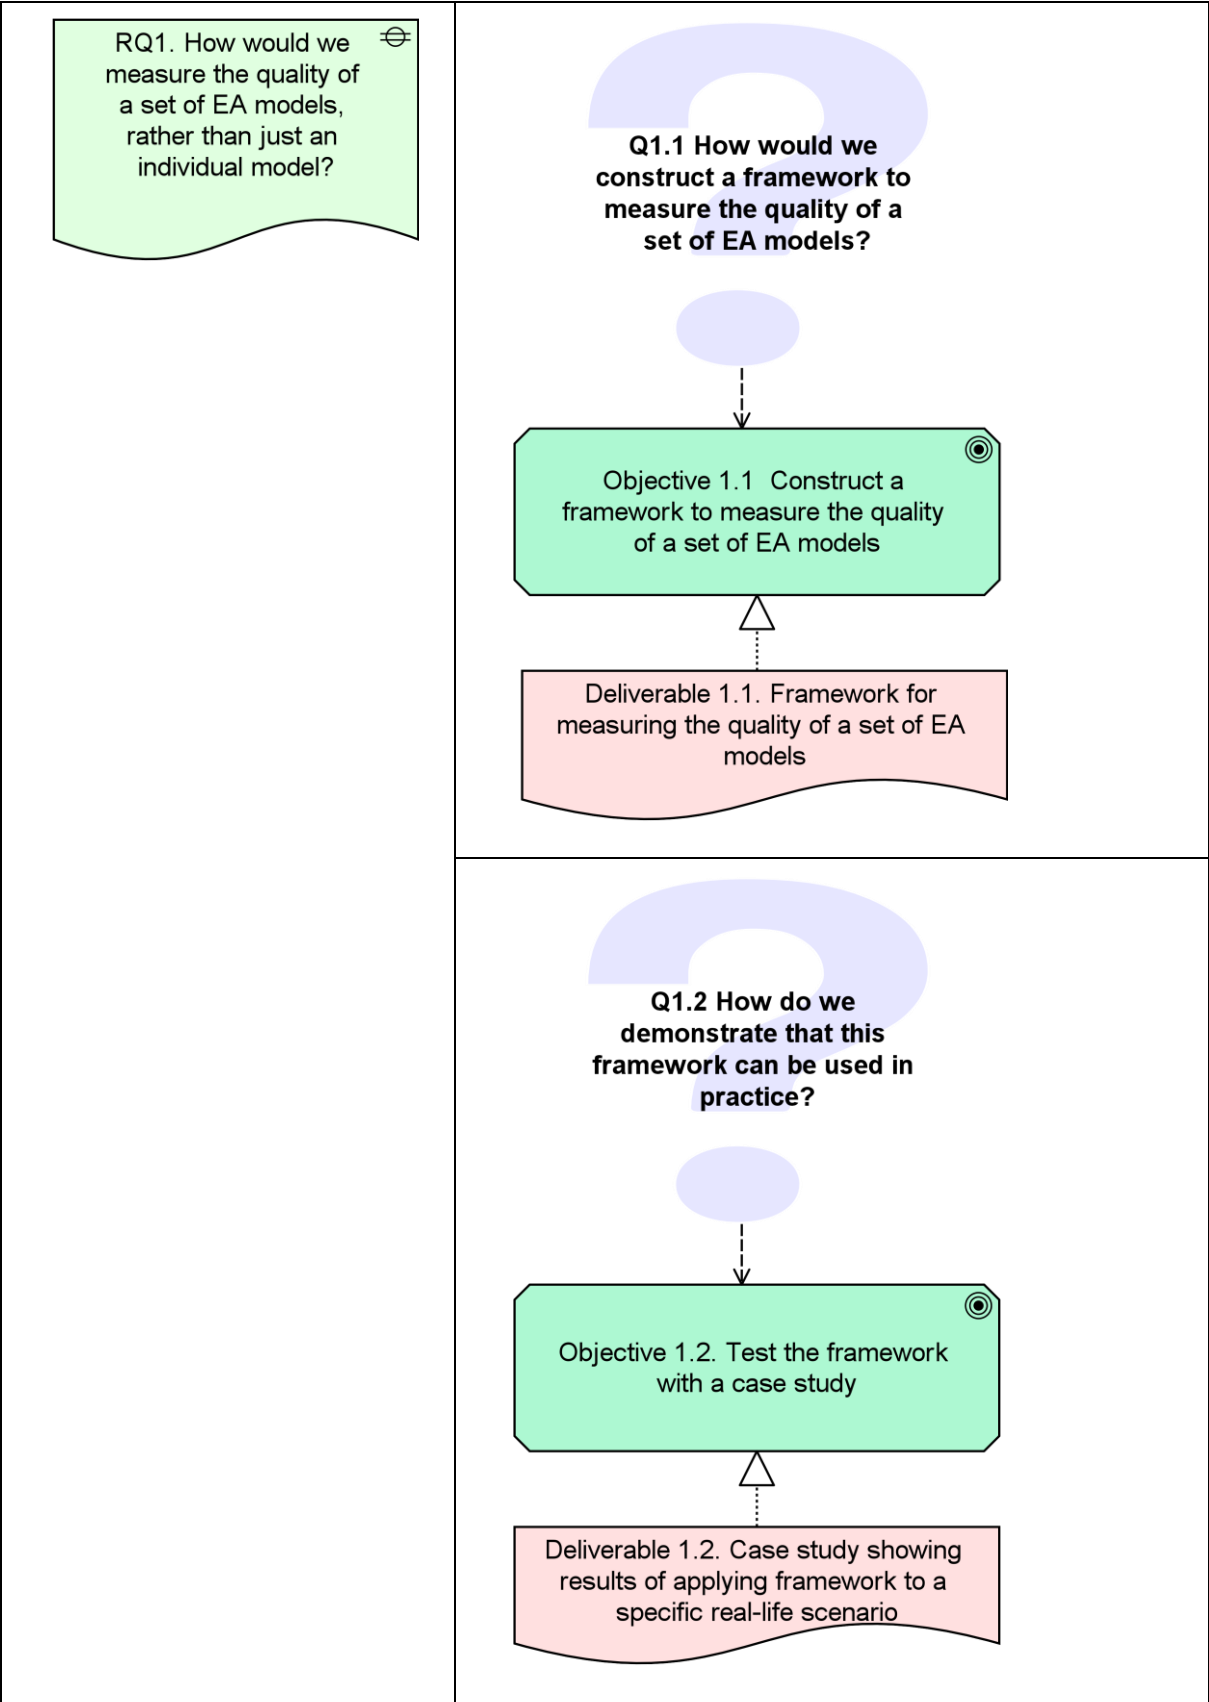 RQ1. How would we
measure the quality of
a set of EA models,
rather than just an
individual model?
Q1.1 How would we
construct a framework to
measure the quality of a
set of EA models?
Objective 1.1 Construct a
framework to measure the quality
of a set of EA models
Deliverable 1.1. Framework for
measuring the quality of a set of EA
models
Q1.2 How do we
demonstrate that this
framework can be used in
practice?
Objective 1.2. Test the framework
with a case study
Deliverable 1.2. Case study showing
results of applying framework to a
specific real-life scenario